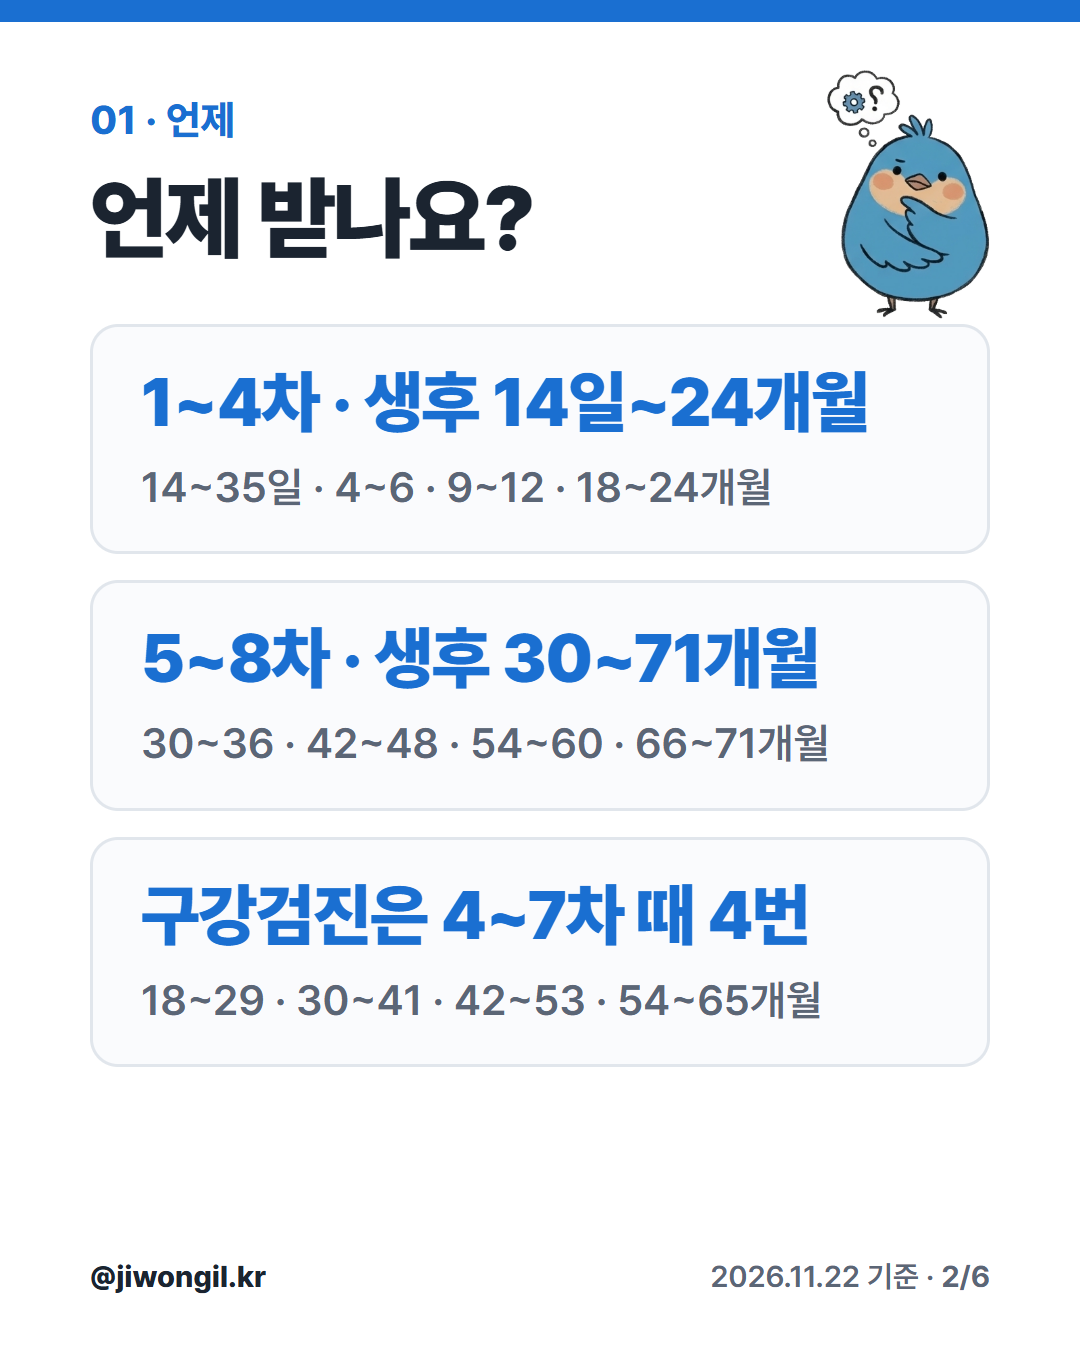 01 · 언제
언제 받나요?
1~4차 · 생후 14일~24개월
14~35일 · 4~6 · 9~12 · 18~24개월
5~8차 · 생후 30~71개월
30~36 · 42~48 · 54~60 · 66~71개월
구강검진은 4~7차 때 4번
18~29 · 30~41 · 42~53 · 54~65개월
@jiwongil.kr
2026.11.22 기준 · 2/6